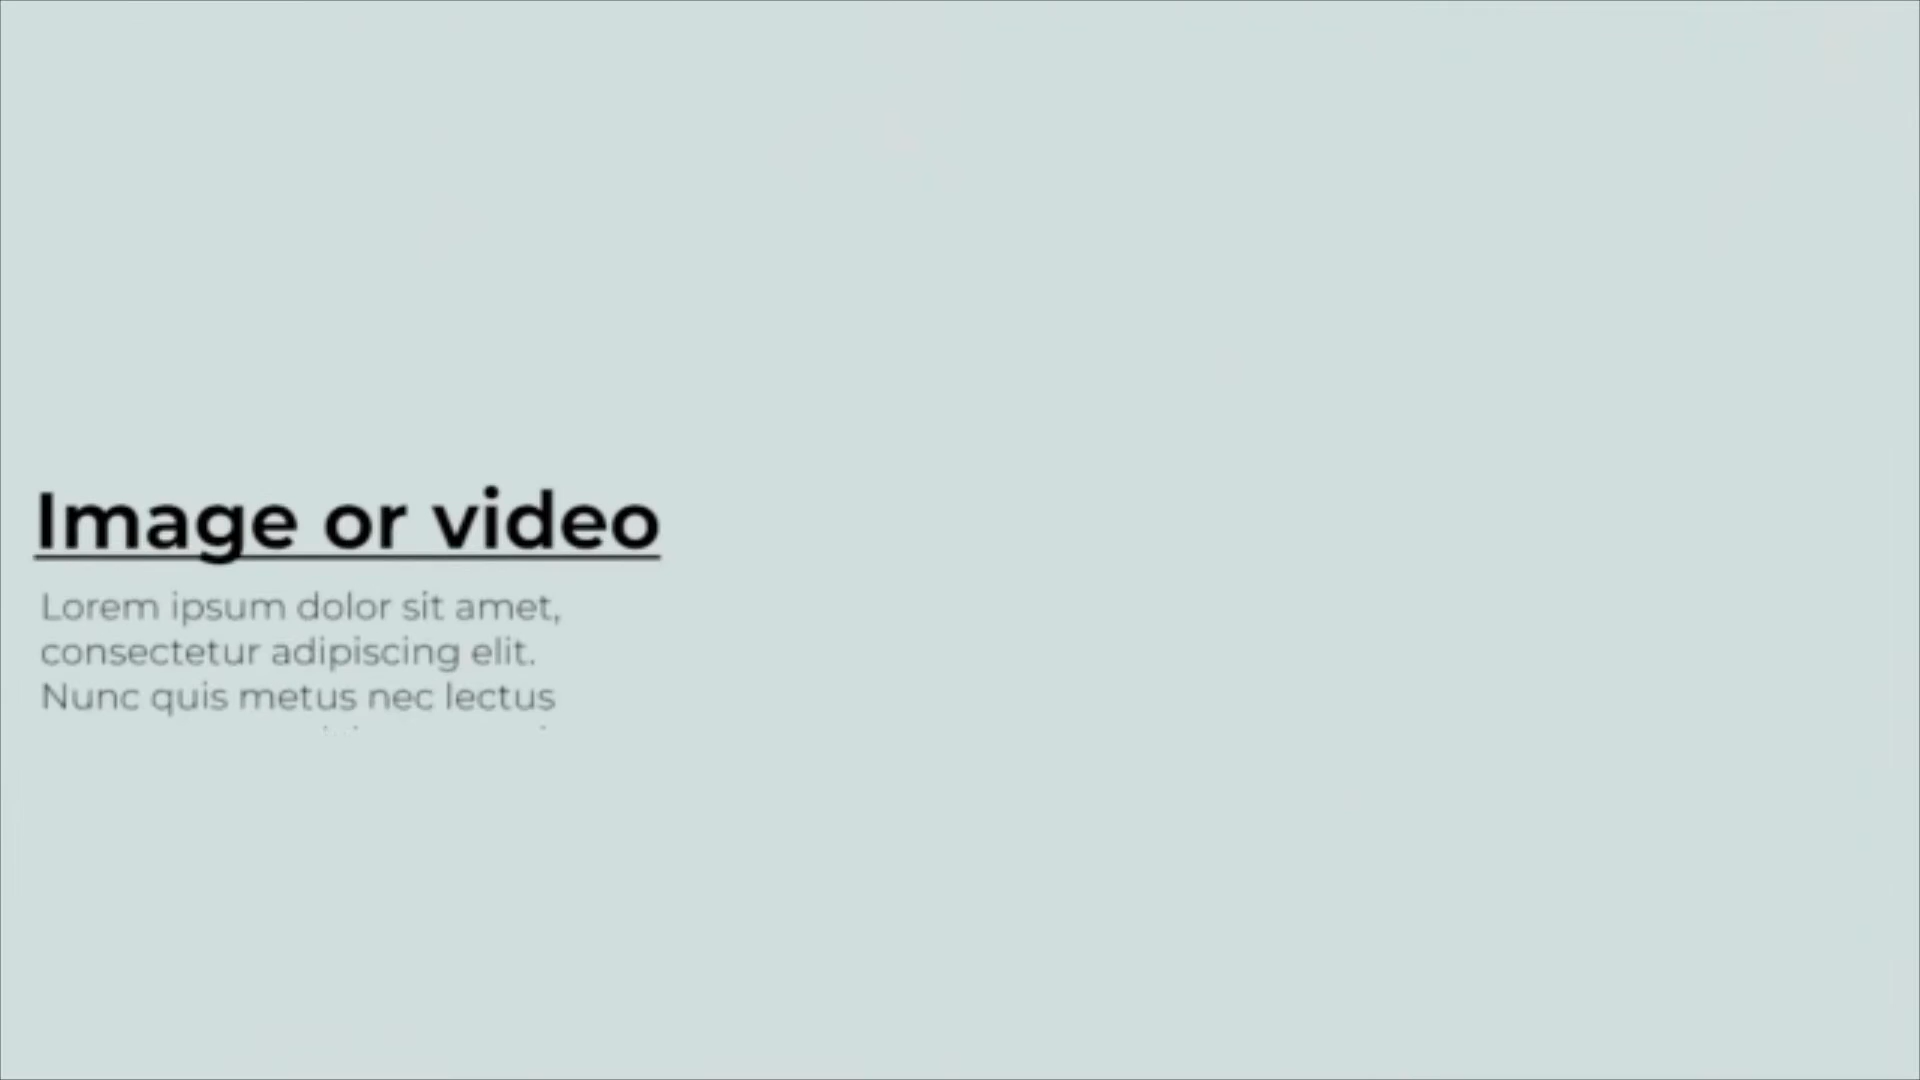 Image or video
Lorem ipsum dolor sit amet,
consectetur adipiscing elit.
Nunc quis metus nec lectus